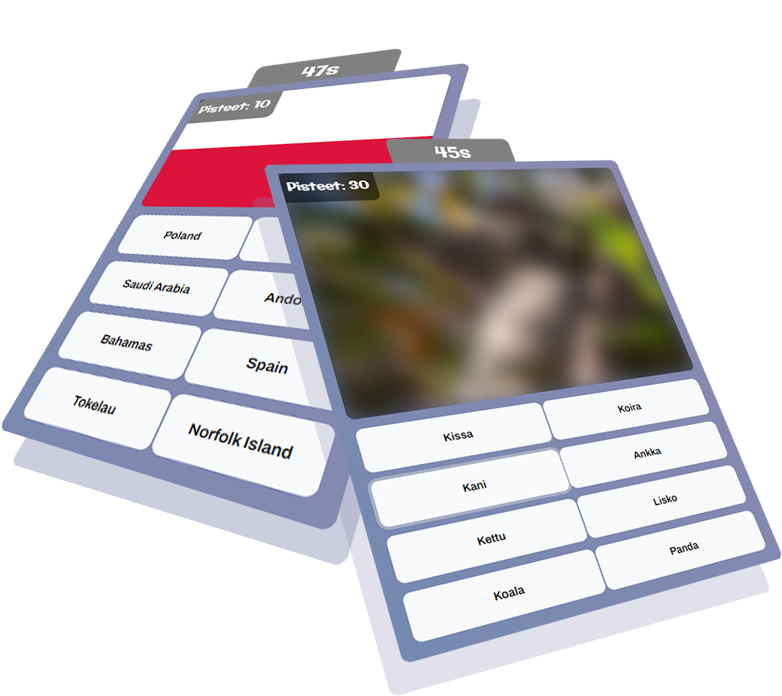 47s
Pisteet: 10
Poland
Saudi Arabia
Ando
Bahamas
Spain
Tokelau
Norfolk Island
45s
Pisteet: 30
Kissa
Koira
Kani
Ankka
Kettu
Lisko
Koala
Panda